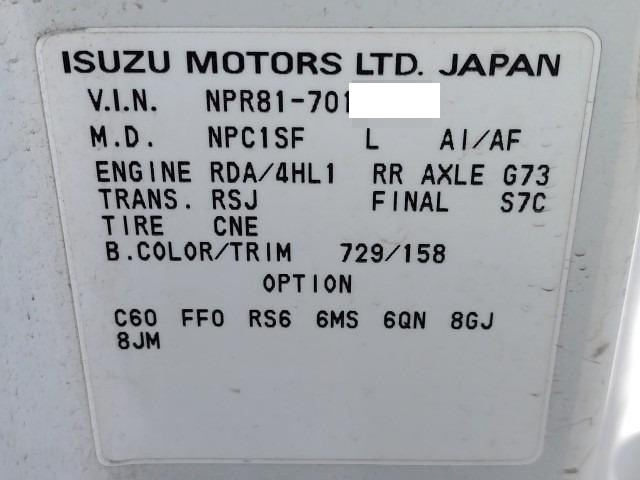 ISUZU MOTORS LTD. JAPAN
V.I.N. NPR81-701
M.D. NPC1SF L AI/AF
ENGINE RDA/4HL1 RR AXLE G73
TRANS. RSJ FINAL S7C
TIRE CNE
B.COLOR/TRIM 729/158
OPTION
C60 FFO RS6 6MS 6QN 8GJ
8JM